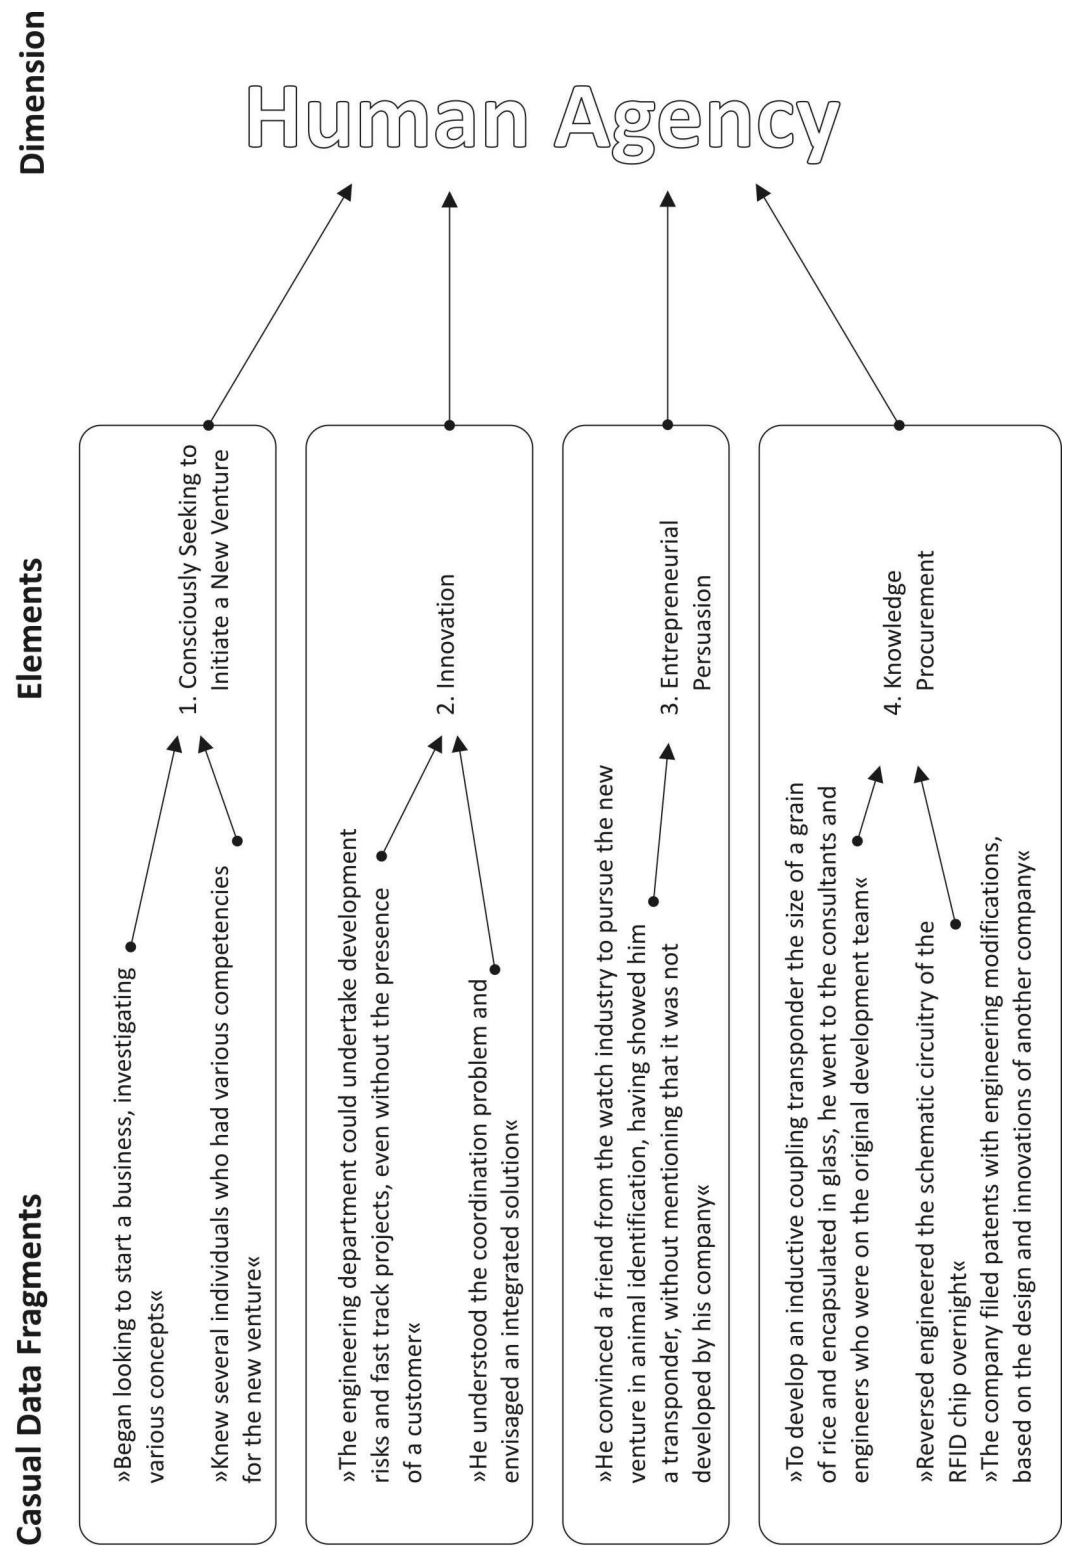 Casual Data Fragments
Elements
Dimension
»Began looking to start a business, investigating
various concepts«
»Knew several individuals who had various competencies
for the new venture«
1. Consciously Seeking to
Initiate a New Venture
»The engineering department could undertake development
risks and fast track projects, even without the presence
of a customer«
»He understood the coordination problem and
envisaged an integrated solution«
2. Innovation
»He convinced a friend from the watch industry to pursue the new
venture in animal identification, having showed him
a transponder, without mentioning that it was not
developed by his company«
3. Entrepreneurial
Persuasion
»To develop an inductive coupling transponder the size of a grain
of rice and encapsulated in glass, he went to the consultants and
engineers who were on the original development team«
»Reversed engineered the schematic circuitry of the
RFID chip overnight«
»The company filed patents with engineering modifications,
based on the design and innovations of another company«
4. Knowledge
Procurement
Human Agency